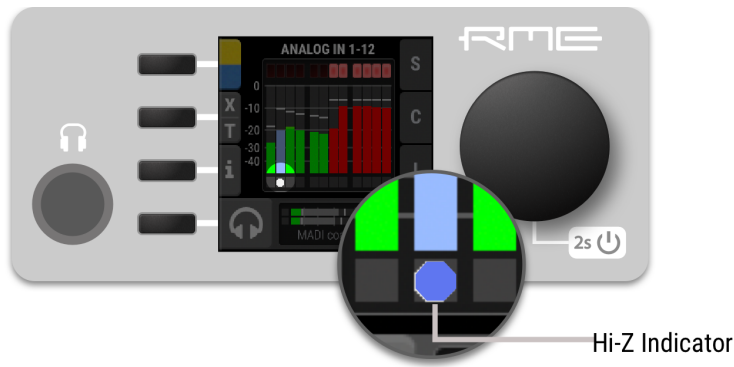 RME
ANALOG IN 1-12
S
0
X
-10
C
T
-20
-30
i
-40
MADI co
2s
Hi-Z Indicator